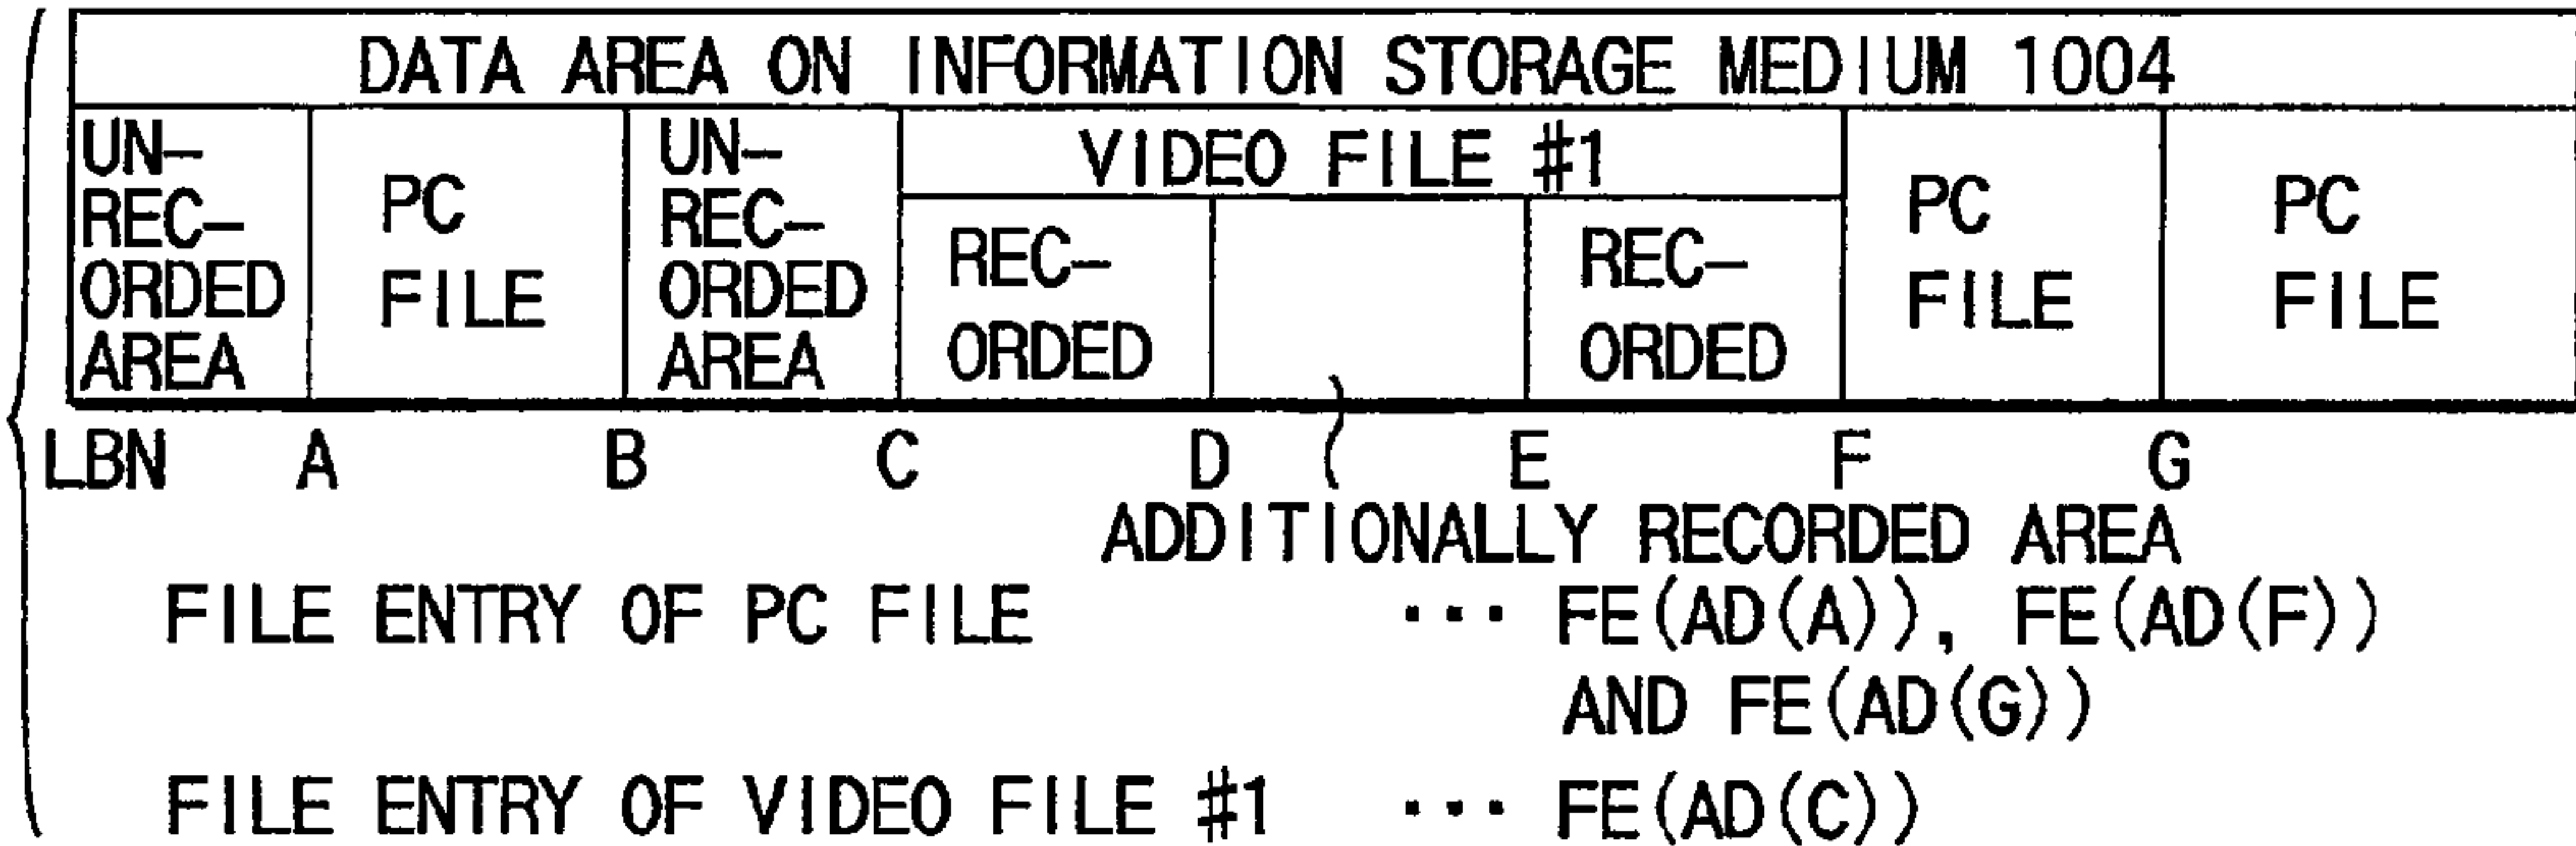 DATA AREA ON INFORMATION STORAGE MEDIUM 1004
UN-
REC-
ORDED
AREA
PC
FILE
UN-
REC-
ORDED
AREA
VIDEO FILE #1
REC-
ORDED
REC-
ORDED
PC
FILE
PC
FILE
LBN A B C D E F G
ADDITIONALLY RECORDED AREA
FILE ENTRY OF PC FILE ··· FE(AD(A)), FE(AD(F))
AND FE(AD(G))
FILE ENTRY OF VIDEO FILE #1 ··· FE(AD(C))